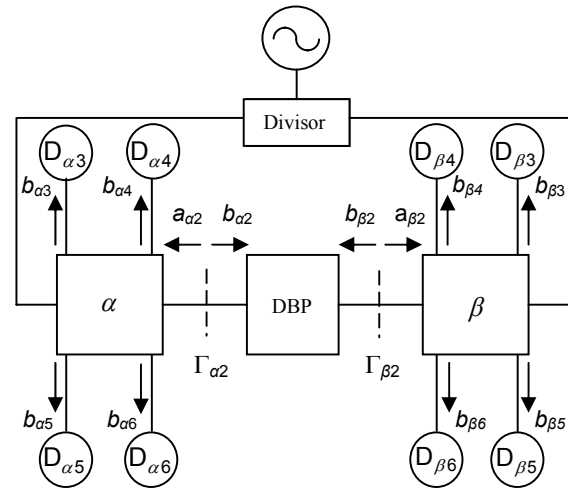 Divisor
Dα3 Dα4 Dβ4 Dβ3
bα3 bα4 bβ4 bβ3
aα2 bα2 bβ2 aβ2
α DBP β
Γα2 Γβ2
bα5 bα6 bβ6 bβ5
Dα5 Dα6 Dβ6 Dβ5